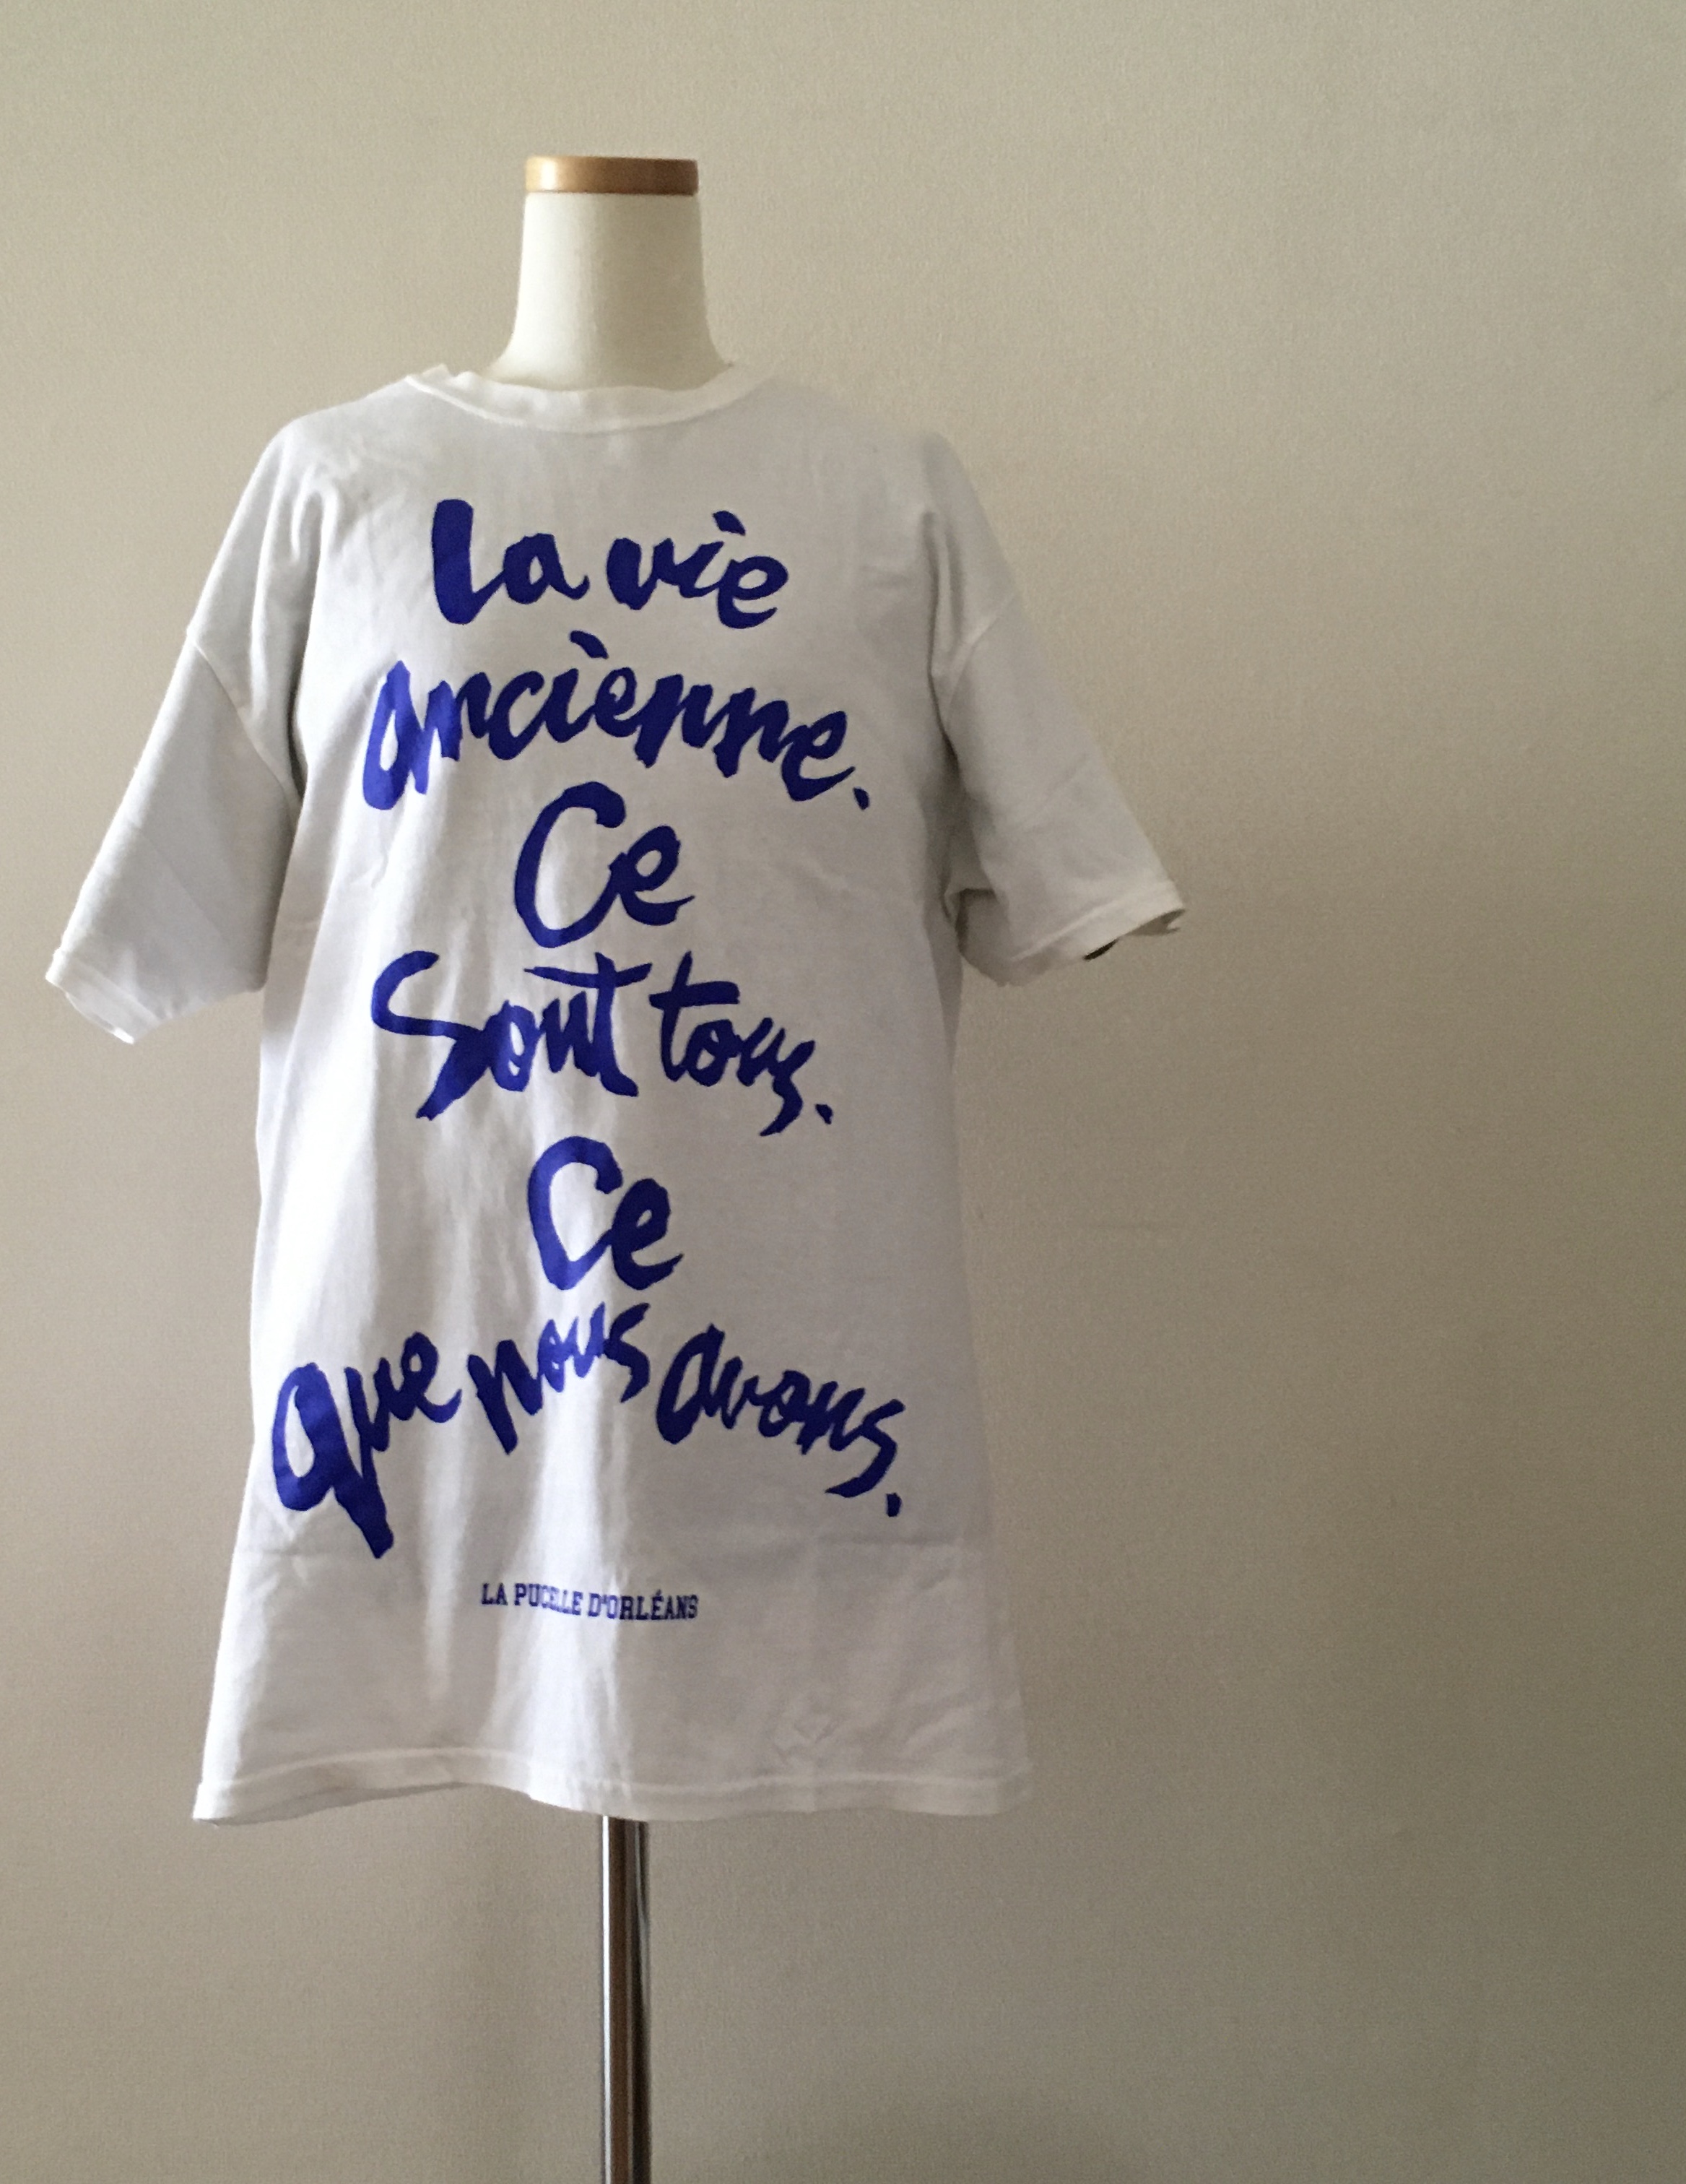 La vie
ancienne.
Ce
Sont tous.
Ce
que nous avons.
LA PUCELLE D'ORLÉANS